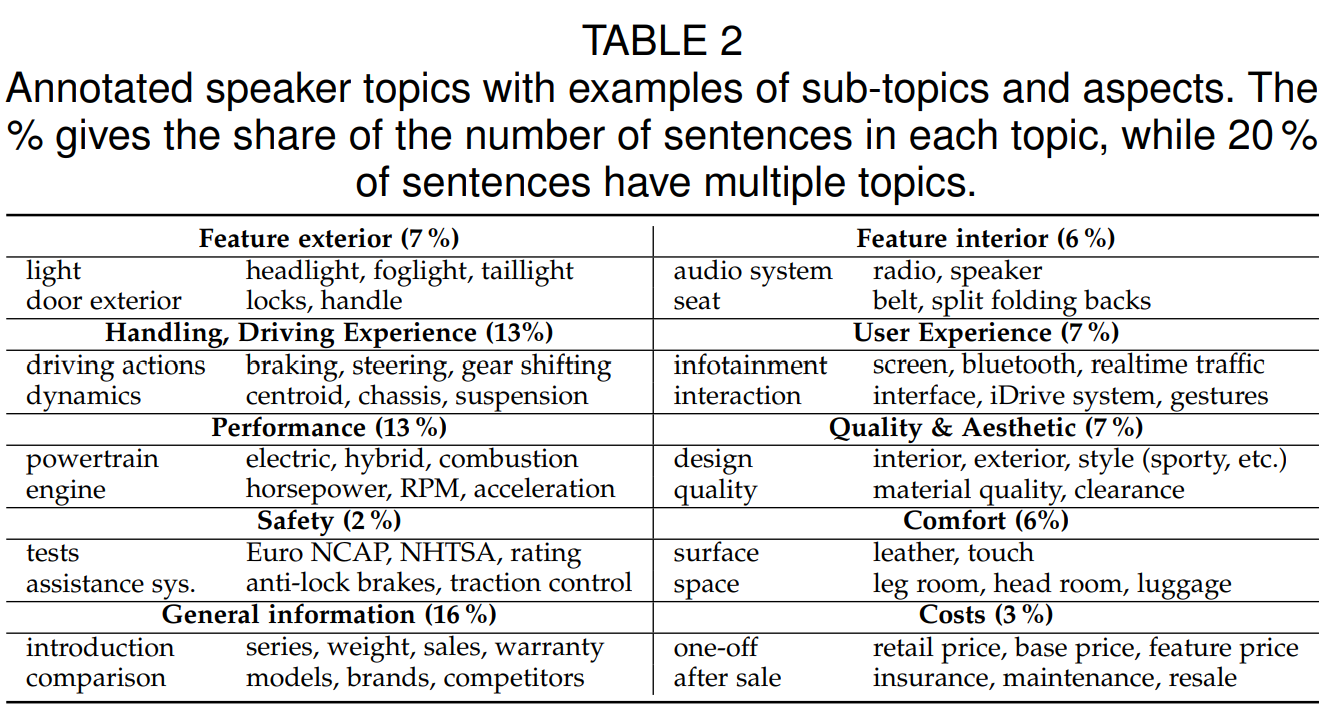 TABLE 2
Annotated speaker topics with examples of sub-topics and aspects. The
% gives the share of the number of sentences in each topic, while 20 %
of sentences have multiple topics.
Feature exterior (7 %) Feature interior (6 %)
light headlight, foglight, taillight audio system radio, speaker
door exterior locks, handle seat belt, split folding backs
Handling, Driving Experience (13%) User Experience (7 %)
driving actions braking, steering, gear shifting infotainment screen, bluetooth, realtime traffic
dynamics centroid, chassis, suspension interaction interface, iDrive system, gestures
Performance (13 %) Quality & Aesthetic (7 %)
powertrain electric, hybrid, combustion design interior, exterior, style (sporty, etc.)
engine horsepower, RPM, acceleration quality material quality, clearance
Safety (2 %) Comfort (6%)
tests Euro NCAP, NHTSA, rating surface leather, touch
assistance sys. anti-lock brakes, traction control space leg room, head room, luggage
General information (16 %) Costs (3 %)
introduction series, weight, sales, warranty one-off retail price, base price, feature price
comparison models, brands, competitors after sale insurance, maintenance, resale